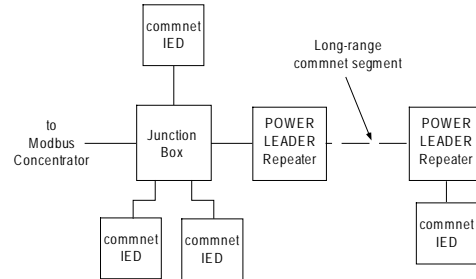 commnet
IED
Long-range
commnet segment
to
Modbus
Concentrator
Junction
Box
POWER
LEADER
Repeater
POWER
LEADER
Repeater
commnet
IED
commnet
IED
commnet
IED